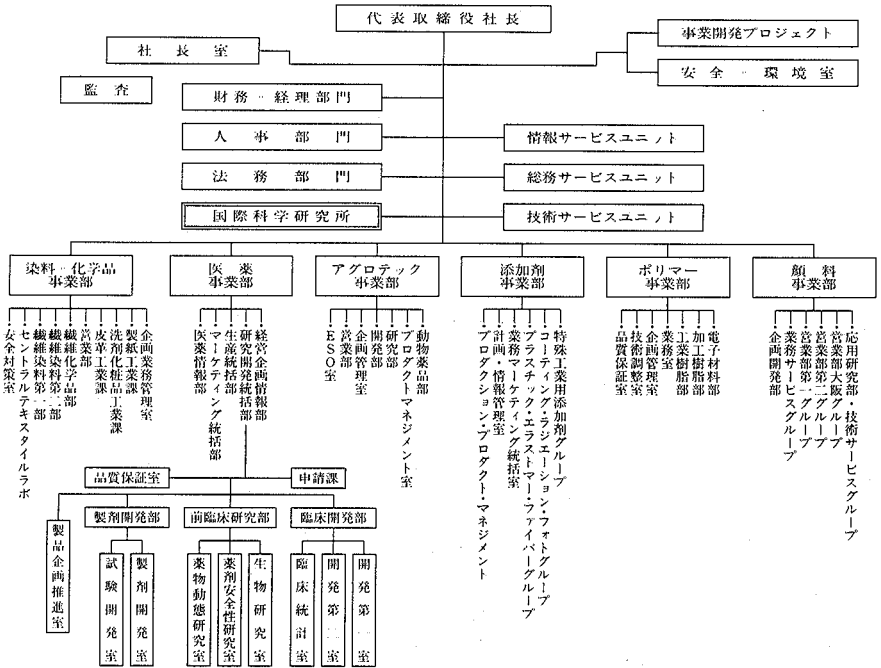 代表取締役社長
社長室
事業開発プロジェクト
安全・環境室
監査
財務・経理部門
人事部門
情報サービスユニット
法務部門
総務サービスユニット
国際科学研究所
技術サービスユニット
染料・化学品
事業部
医薬
事業部
アグロテック
事業部
添加剤
事業部
ポリマー
事業部
顔料
事業部
企画業務管理室
製紙工業課
洗剤化粧品工業課
皮革工業課
営業部
繊維化学品部
繊維染料第二部
繊維染料第一部
セントラルテキスタイルラボ
安全対策室
経営企画情報部
研究開発統括部
生産統括部
マーケティング統括部
医薬情報部
動物薬品部
プロダクトマネジメント室
研究部
開発部
企画管理室
営業部
ESO室
特殊工業用添加剤グループ
コーティング・ラジエーション・フォトグループ
プラスチック・エラストマー・ファイバーグループ
業務マーケティング統括室
計画・情報管理室
プロダクション・プロダクト・マネジメント
電子材料部
加工樹脂部
工業樹脂部
業務室
企画管理室
技術調整室
品質保証室
応用研究部・技術サービスグループ
営業部大阪グループ
営業部第二グループ
営業部第一グループ
業務サービスグループ
企画開発部
品質保証室
申請課
製剤開発部
前臨床研究部
臨床開発部
製品企画推進室
製剤開発室
試験開発室
生物研究室
薬剤安全性研究室
薬物動態研究室
開発第一室
開発第二室
臨床統計室